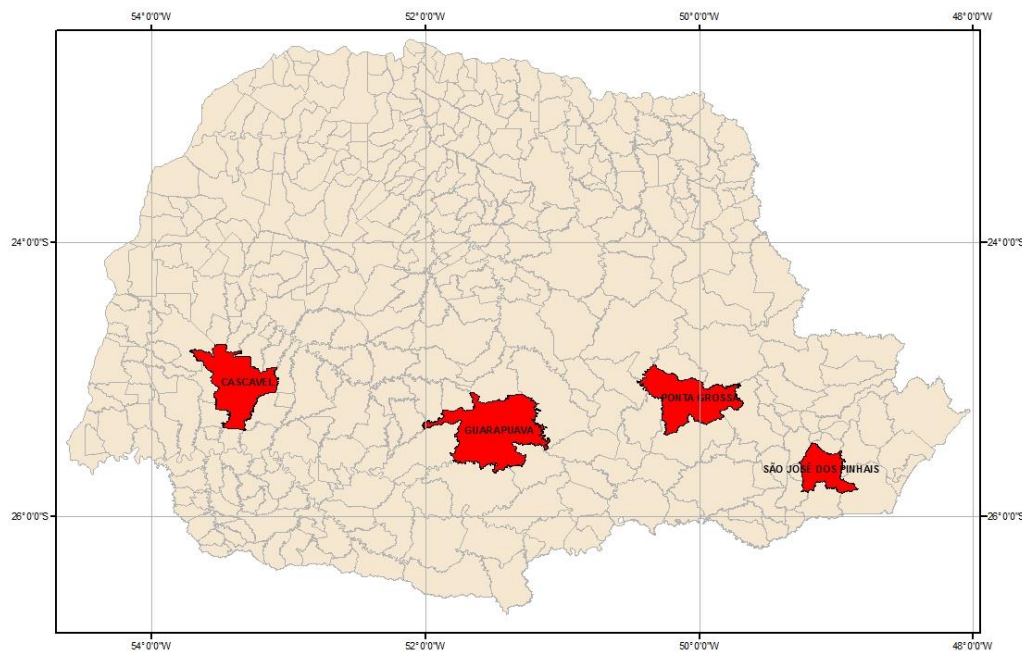 54°0'0"W
52°0'0"W
50°0'0"W
48°0'0"W
24°0'0"S
24°0'0"S
CASCAVEL
PONTA GROSSA
GUARAPUAVA
SÃO JOSÉ DOS PINHAIS
26°0'0"S
26°0'0"S
54°0'0"W
52°0'0"W
50°0'0"W
48°0'0"W